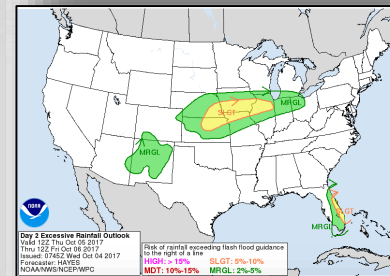 SLGT
MRGL
MRGL
SLGT
MRGL
noaa
Day 2 Excessive Rainfall Outlook
Valid 12Z Thu Oct 05 2017
Thru 12Z Fri Oct 06 2017
Issued: 0745Z Wed Oct 04 2017
Forecaster: HAYES
NOAA/NWS/NCEP/WPC
Risk of rainfall exceeding flash flood guidance
to the right of a line
HIGH: > 15% SLGT: 5%-10%
MDT: 10%-15% MRGL: 2%-5%